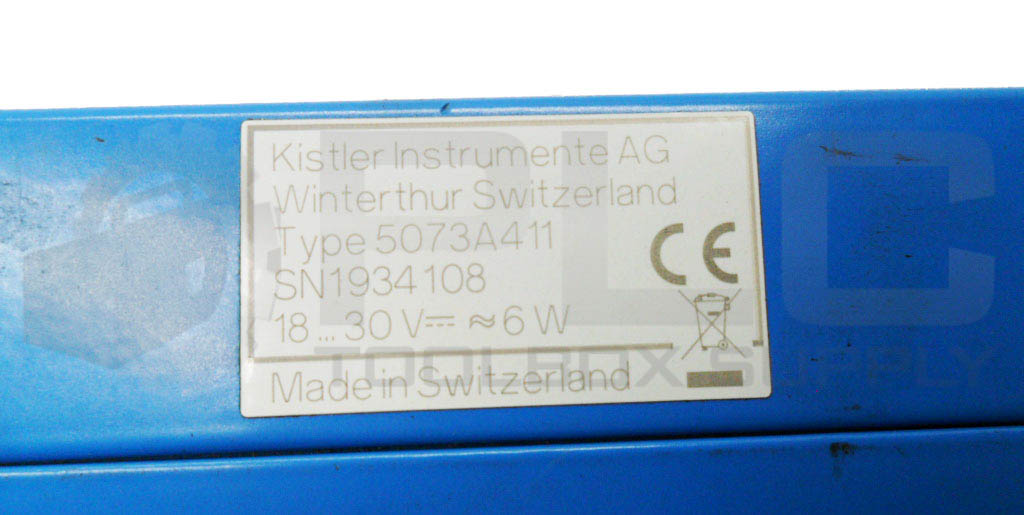 Kistler Instrumente AG
Winterthur Switzerland
Type 5073A411
SN1934108
18 ... 30 V⎓ ≈6 W
CE
Made in Switzerland
PLC
TOOLBOX SUPPLY